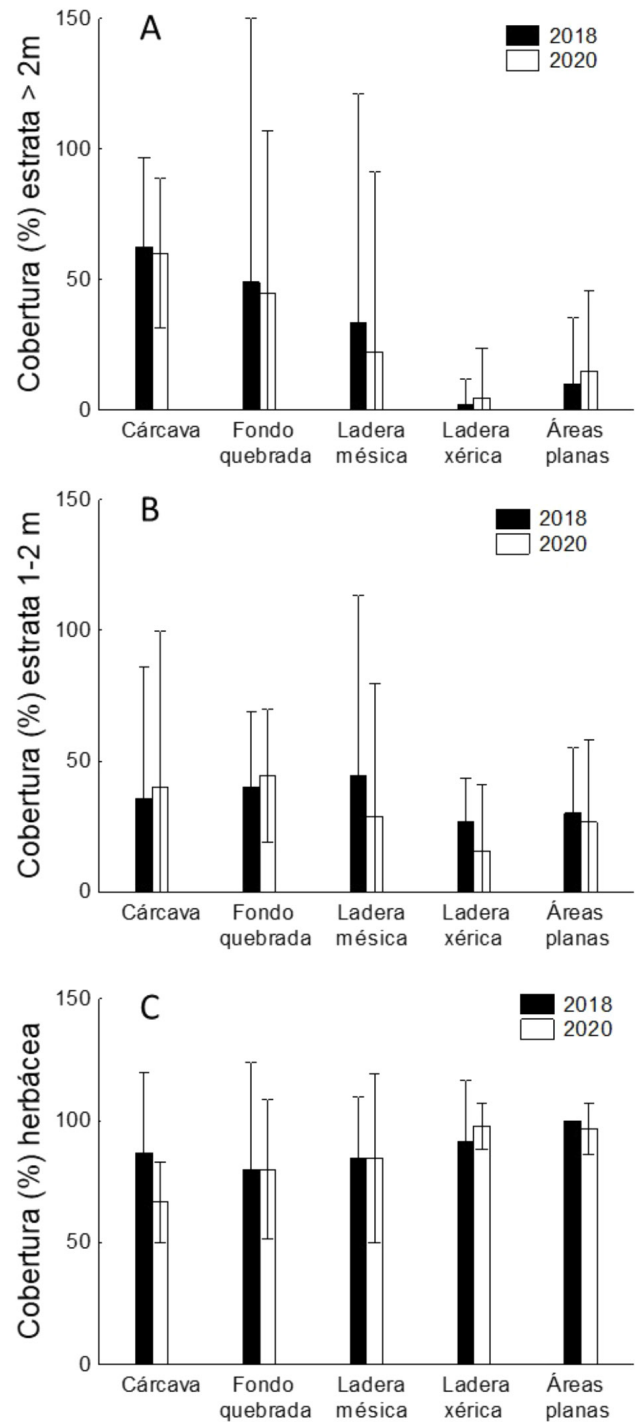 A
2018
2020
Cobertura (%) estrata > 2m
150
100
50
0
Cárcava
Fondo quebrada
Ladera mésica
Ladera xérica
Áreas planas
B
2018
2020
Cobertura (%) estrata 1-2 m
150
100
50
0
Cárcava
Fondo quebrada
Ladera mésica
Ladera xérica
Áreas planas
C
2018
2020
Cobertura (%) herbácea
150
100
50
0
Cárcava
Fondo quebrada
Ladera mésica
Ladera xérica
Áreas planas